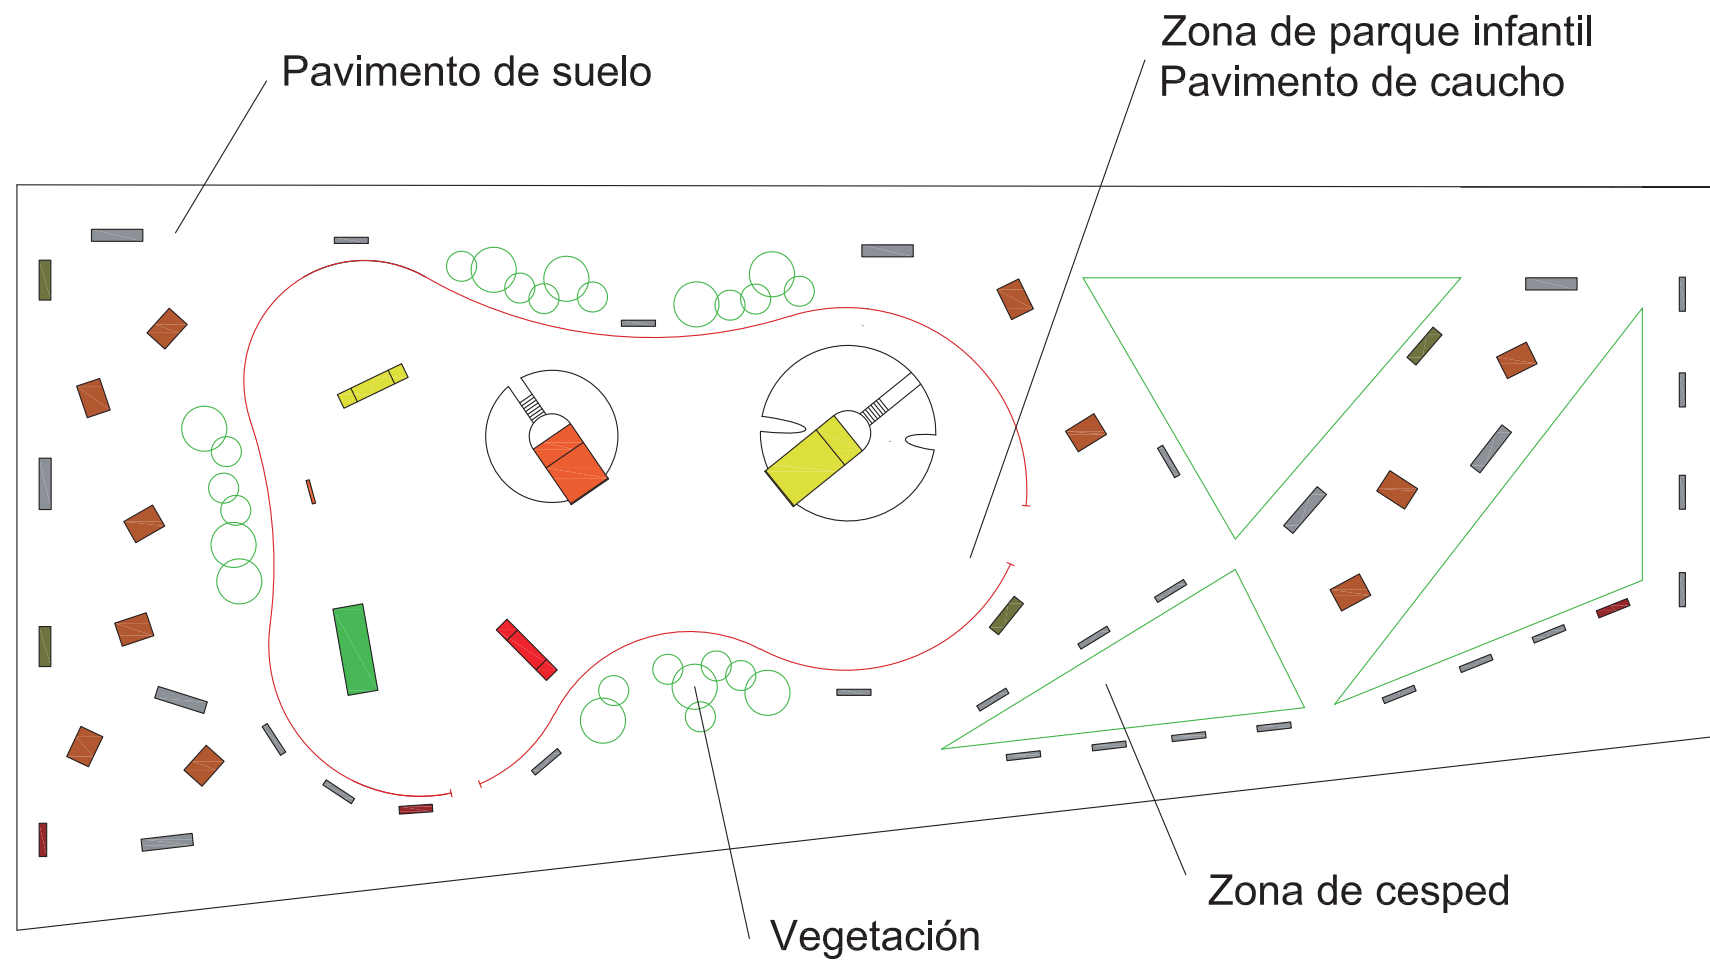 Zona de parque infantil
Pavimento de caucho
Pavimento de suelo
Zona de cesped
Vegetación